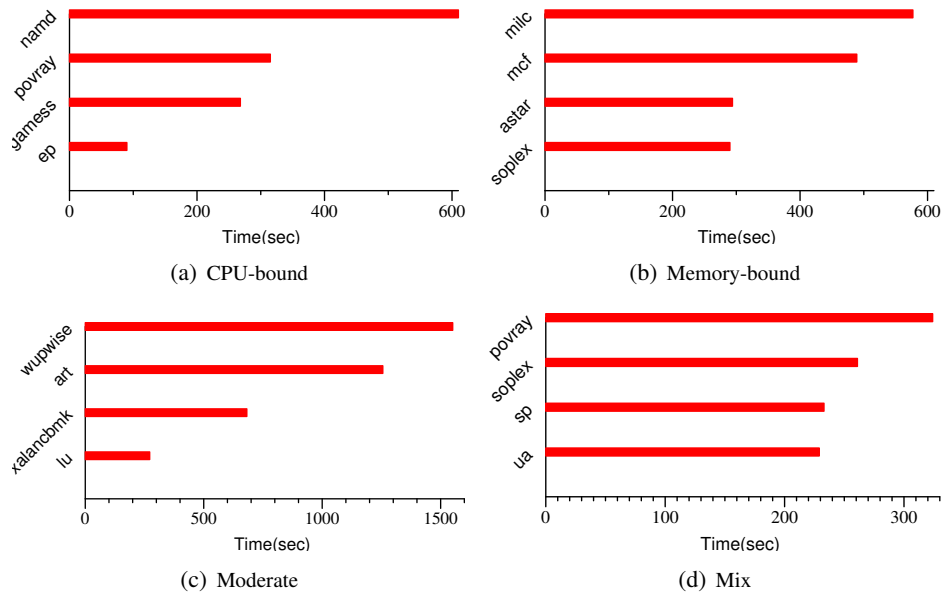 namd
povray
gamess
ep
0 200 400 600
Time(sec)
(a) CPU-bound
milc
mcf
astar
soplex
0 200 400 600
Time(sec)
(b) Memory-bound
wupwise
art
xalancbmk
lu
0 500 1000 1500
Time(sec)
(c) Moderate
povray
soplex
sp
ua
0 100 200 300
Time(sec)
(d) Mix